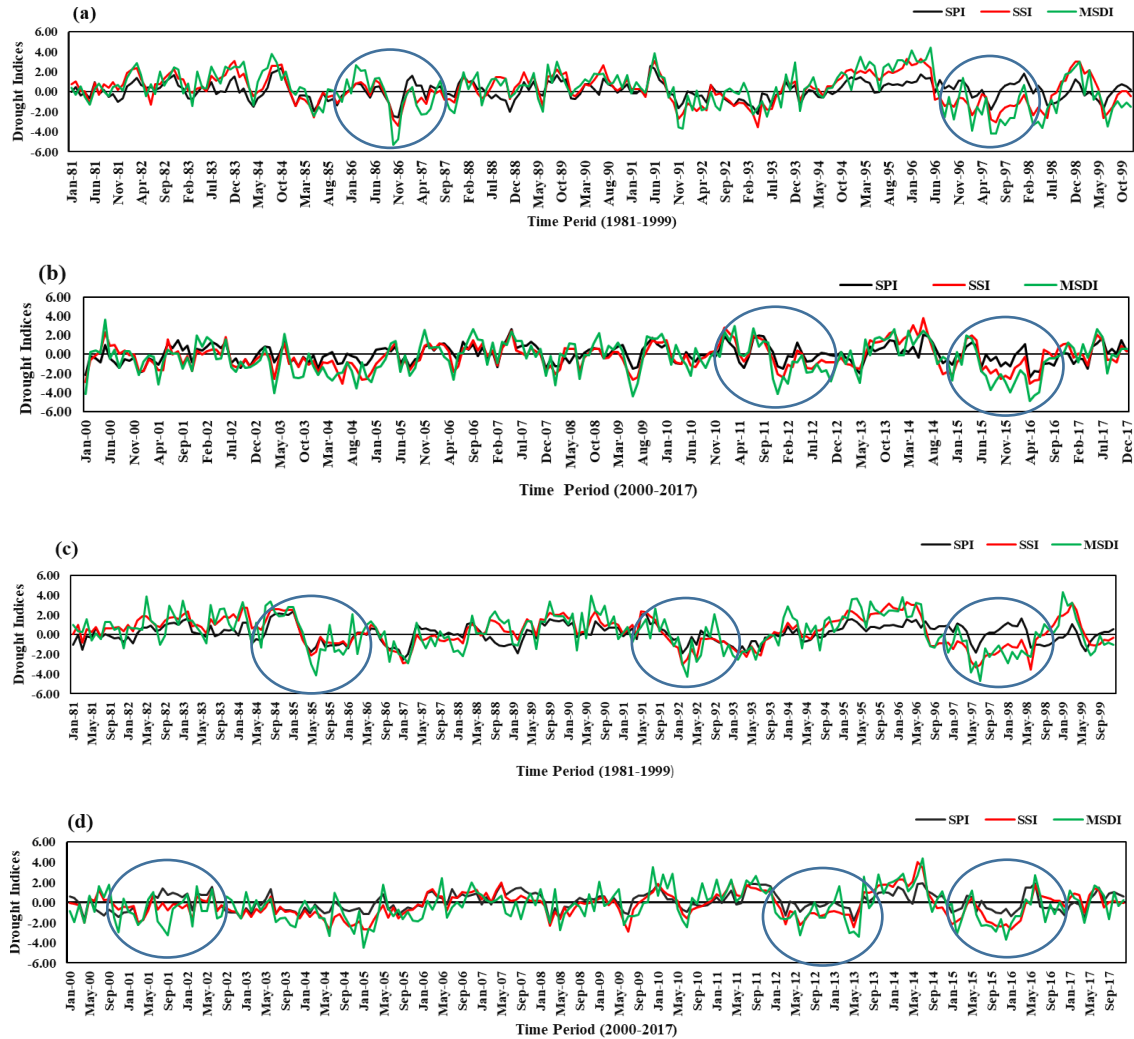 (a)
SPI SSI MSDI
6.00
4.00
2.00
0.00
-2.00
-4.00
-6.00
Drought Indices
Jan-81 Jun-81 Nov-81 Apr-82 Sep-82 Feb-83 Jul-83 Dec-83 May-84 Oct-84 Mar-85 Aug-85 Jan-86 Jun-86 Nov-86 Apr-87 Sep-87 Feb-88 Jul-88 Dec-88 May-89 Oct-89 Mar-90 Aug-90 Jan-91 Jun-91 Nov-91 Apr-92 Sep-92 Feb-93 Jul-93 Dec-93 May-94 Oct-94 Mar-95 Aug-95 Jan-96 Jun-96 Nov-96 Apr-97 Sep-97 Feb-98 Jul-98 Dec-98 May-99 Oct-99
Time Perid (1981-1999)
(b)
SPI SSI MSDI
6.00
4.00
2.00
0.00
-2.00
-4.00
-6.00
Drought Indices
Jan-00 Jun-00 Nov-00 Apr-01 Sep-01 Feb-02 Jul-02 Dec-02 May-03 Oct-03 Mar-04 Aug-04 Jan-05 Jun-05 Nov-05 Apr-06 Sep-06 Feb-07 Jul-07 Dec-07 May-08 Oct-08 Mar-09 Aug-09 Jan-10 Jun-10 Nov-10 Apr-11 Sep-11 Feb-12 Jul-12 Dec-12 May-13 Oct-13 Mar-14 Aug-14 Jan-15 Jun-15 Nov-15 Apr-16 Sep-16 Feb-17 Jul-17 Dec-17
Time Period (2000-2017)
(c)
SPI SSI MSDI
6.00
4.00
2.00
0.00
-2.00
-4.00
-6.00
Drought Indices
Jan-81 May-81 Sep-81 Jan-82 May-82 Sep-82 Jan-83 May-83 Sep-83 Jan-84 May-84 Sep-84 Jan-85 May-85 Sep-85 Jan-86 May-86 Sep-86 Jan-87 May-87 Sep-87 Jan-88 May-88 Sep-88 Jan-89 May-89 Sep-89 Jan-90 May-90 Sep-90 Jan-91 May-91 Sep-91 Jan-92 May-92 Sep-92 Jan-93 May-93 Sep-93 Jan-94 May-94 Sep-94 Jan-95 May-95 Sep-95 Jan-96 May-96 Sep-96 Jan-97 May-97 Sep-97 Jan-98 May-98 Sep-98 Jan-99 May-99 Sep-99
Time Period (1981-1999)
(d)
SPI SSI MSDI
6.00
4.00
2.00
0.00
-2.00
-4.00
-6.00
Drought Indices
Jan-00 May-00 Sep-00 Jan-01 May-01 Sep-01 Jan-02 May-02 Sep-02 Jan-03 May-03 Sep-03 Jan-04 May-04 Sep-04 Jan-05 May-05 Sep-05 Jan-06 May-06 Sep-06 Jan-07 May-07 Sep-07 Jan-08 May-08 Sep-08 Jan-09 May-09 Sep-09 Jan-10 May-10 Sep-10 Jan-11 May-11 Sep-11 Jan-12 May-12 Sep-12 Jan-13 May-13 Sep-13 Jan-14 May-14 Sep-14 Jan-15 May-15 Sep-15 Jan-16 May-16 Sep-16 Jan-17 May-17 Sep-17
Time Period (2000-2017)